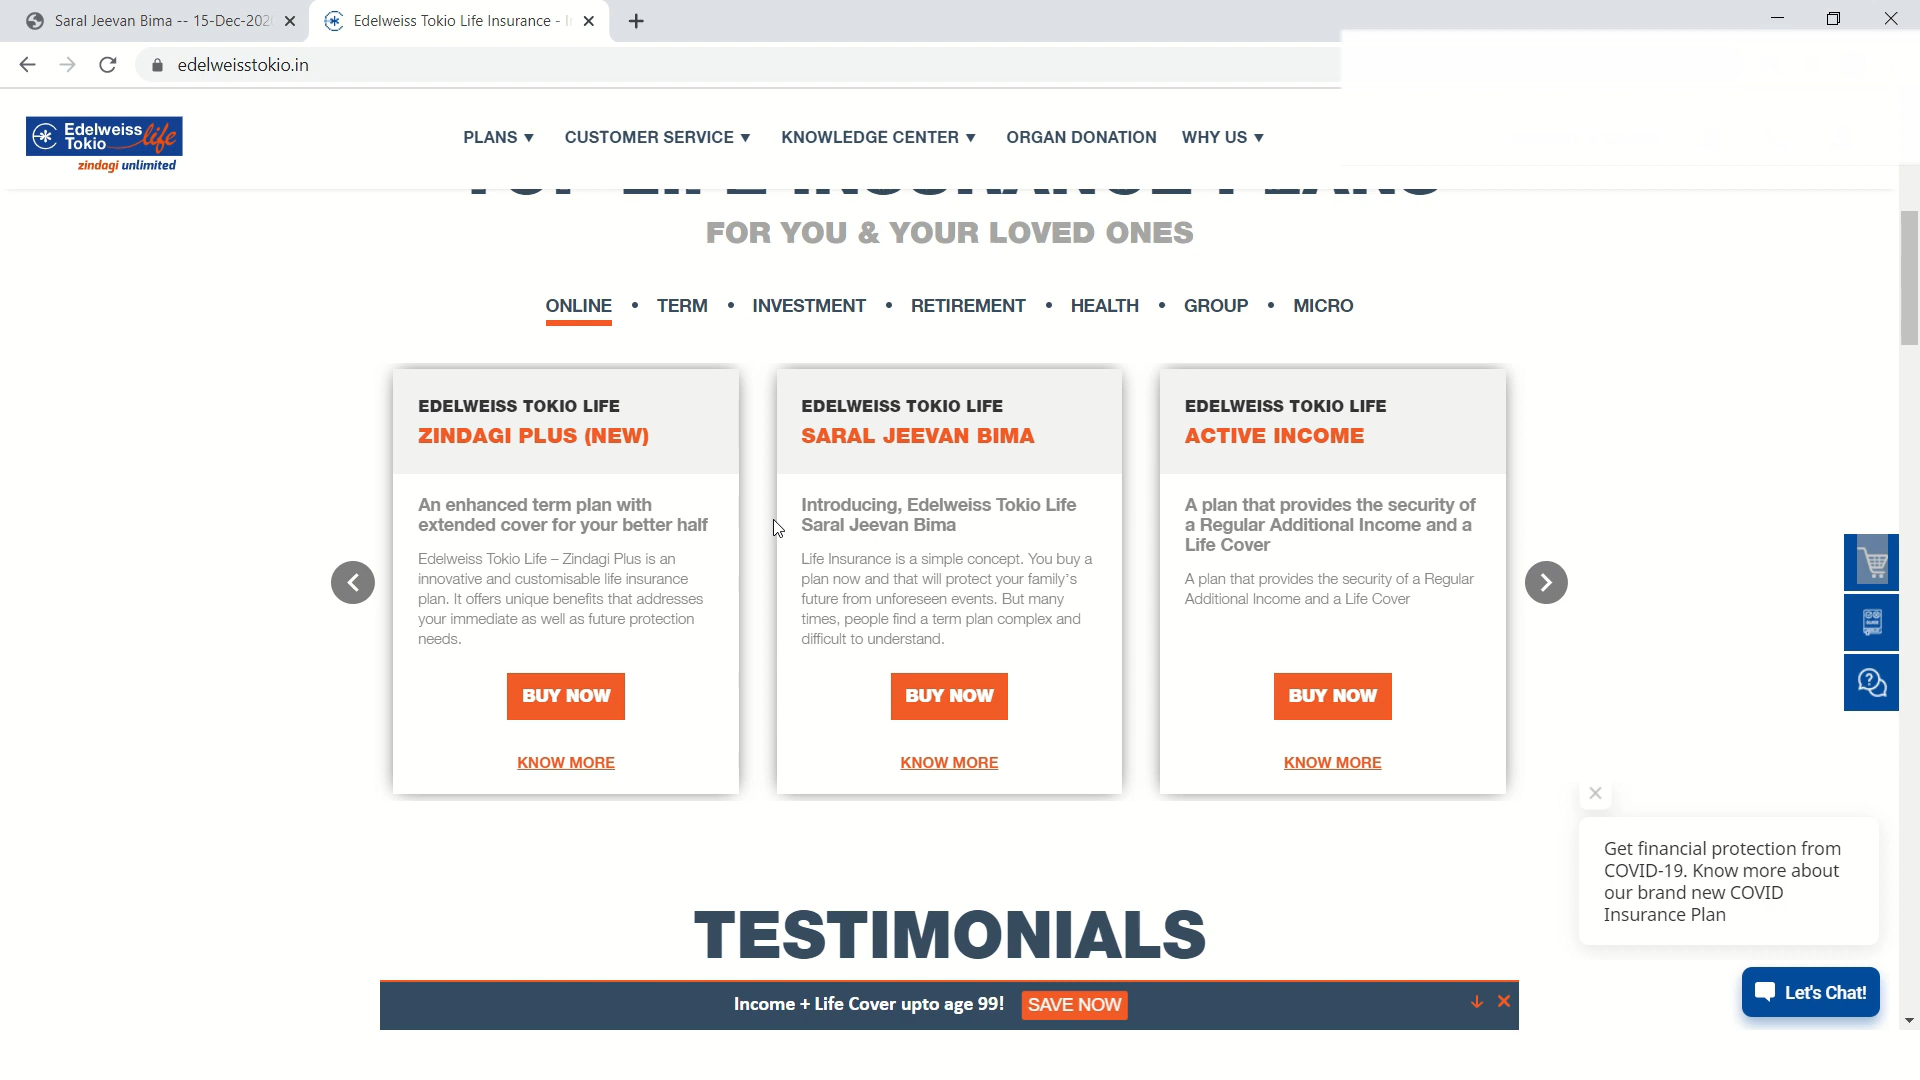 Saral Jeevan Bima -- 15-Dec-202
Edelweiss Tokio Life Insurance -
edelweisstokio.in
Edelweiss
Tokio life
zindagi unlimited
PLANS
CUSTOMER SERVICE
KNOWLEDGE CENTER
ORGAN DONATION
WHY US
TOP LIFE INSURANCE PLANS
FOR YOU & YOUR LOVED ONES
ONLINE • TERM • INVESTMENT • RETIREMENT • HEALTH • GROUP • MICRO
EDELWEISS TOKIO LIFE
ZINDAGI PLUS (NEW)
An enhanced term plan with
extended cover for your better half
Edelweiss Tokio Life – Zindagi Plus is an
innovative and customisable life insurance
plan. It offers unique benefits that addresses
your immediate as well as future protection
needs.
BUY NOW
KNOW MORE
EDELWEISS TOKIO LIFE
SARAL JEEVAN BIMA
Introducing, Edelweiss Tokio Life
Saral Jeevan Bima
Life Insurance is a simple concept. You buy a
plan now and that will protect your family's
future from unforeseen events. But many
times, people find a term plan complex and
difficult to understand.
BUY NOW
KNOW MORE
EDELWEISS TOKIO LIFE
ACTIVE INCOME
A plan that provides the security of
a Regular Additional Income and a
Life Cover
A plan that provides the security of a Regular
Additional Income and a Life Cover
BUY NOW
KNOW MORE
Get financial protection from
COVID-19. Know more about
our brand new COVID
Insurance Plan
TESTIMONIALS
Income + Life Cover upto age 99! SAVE NOW
Let's Chat!